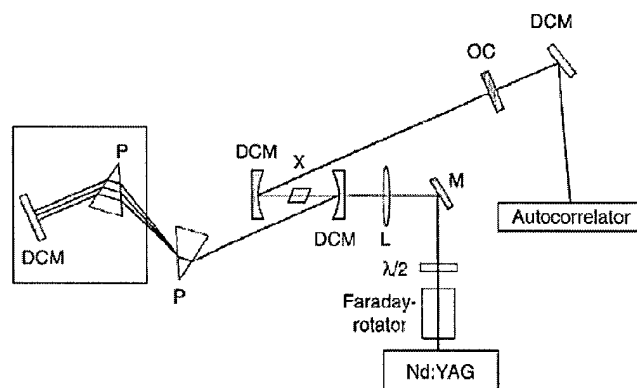 DCM
OC
DCM
X
P
M
DCM
L
Autocorrelator
DCM
P
λ/2
Faraday-
rotator
Nd:YAG